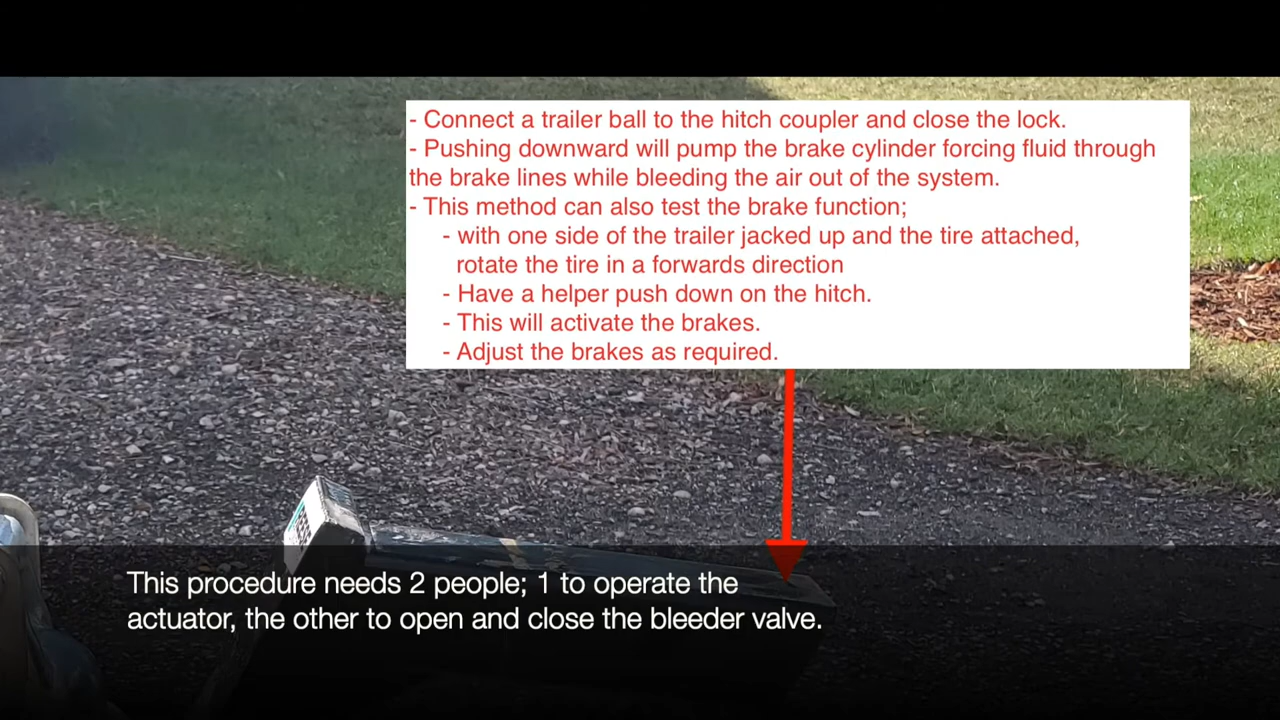 - Connect a trailer ball to the hitch coupler and close the lock.
- Pushing downward will pump the brake cylinder forcing fluid through
the brake lines while bleeding the air out of the system.
- This method can also test the brake function;
- with one side of the trailer jacked up and the tire attached,
rotate the tire in a forwards direction
- Have a helper push down on the hitch.
- This will activate the brakes.
- Adjust the brakes as required.
This procedure needs 2 people; 1 to operate the
actuator, the other to open and close the bleeder valve.